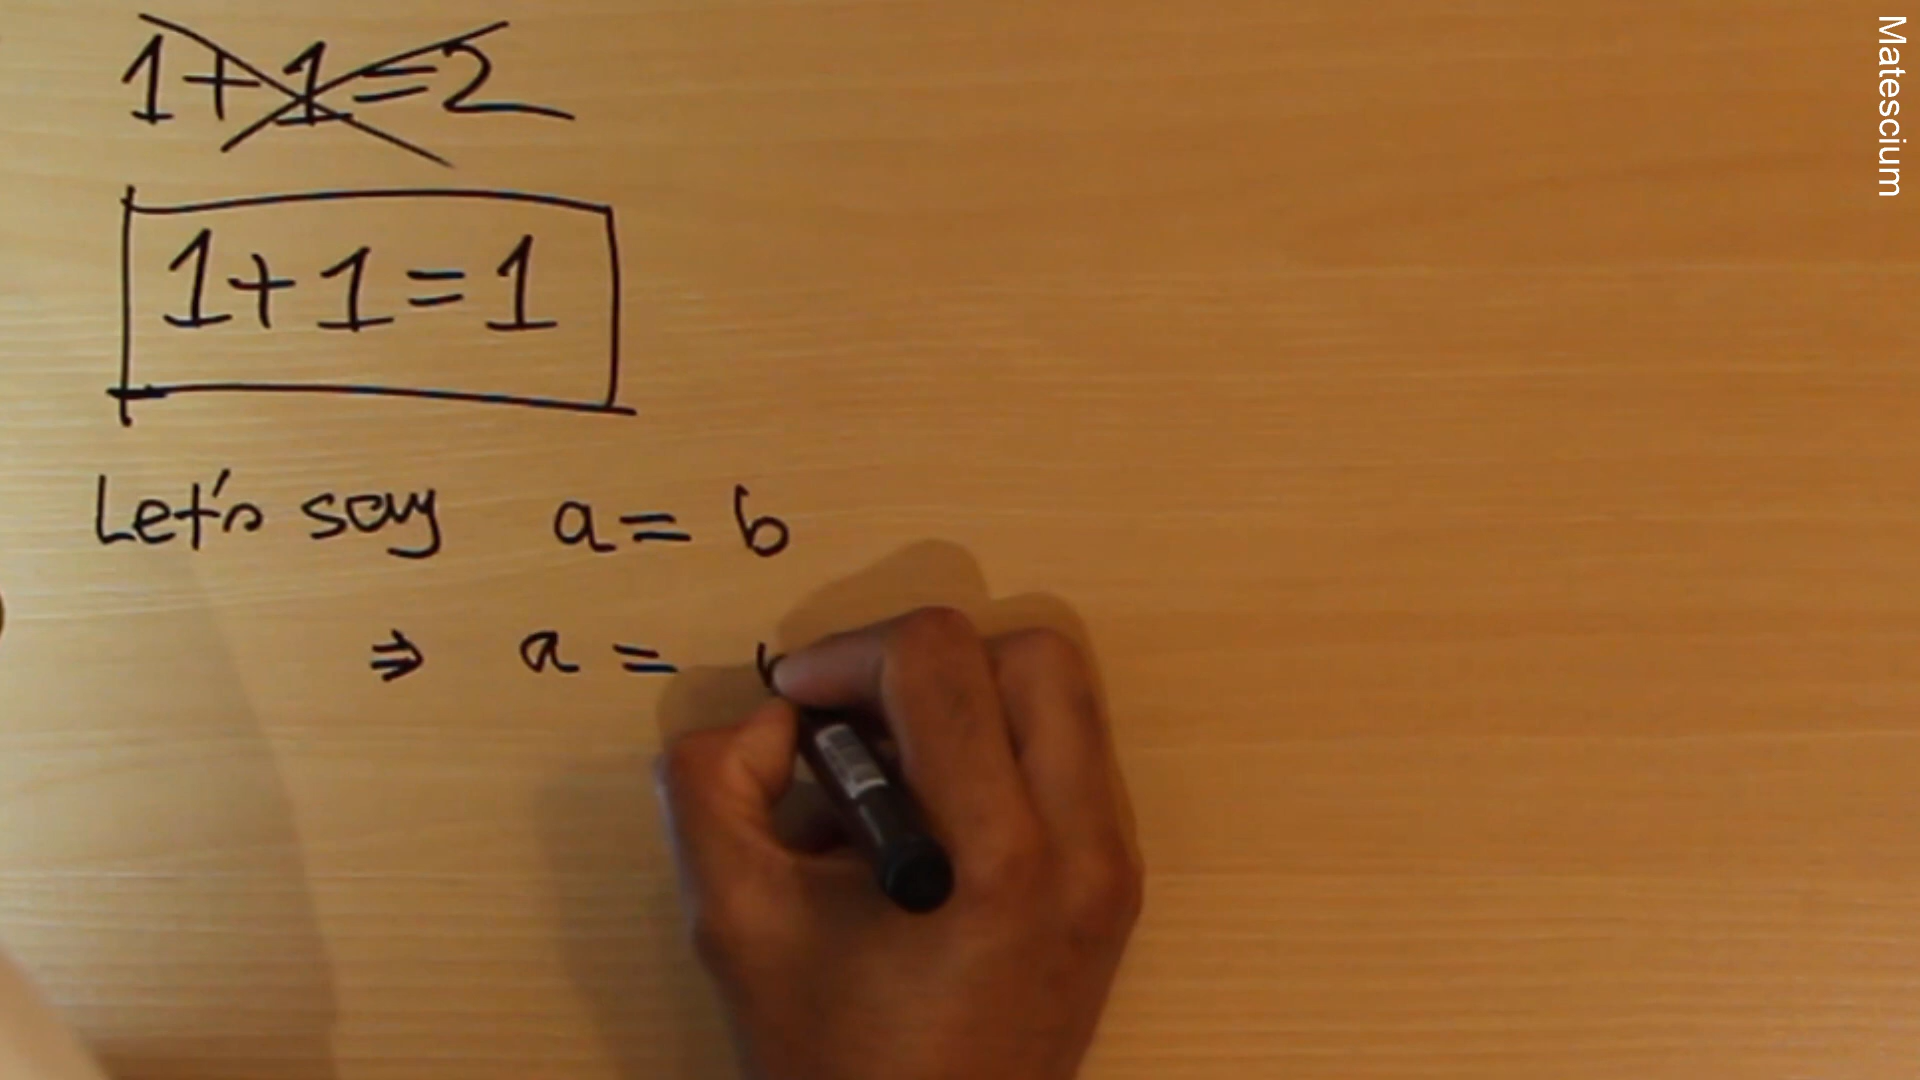 1+1=2
1+1=1
Let's say a = b
⇒ a =
Matescium